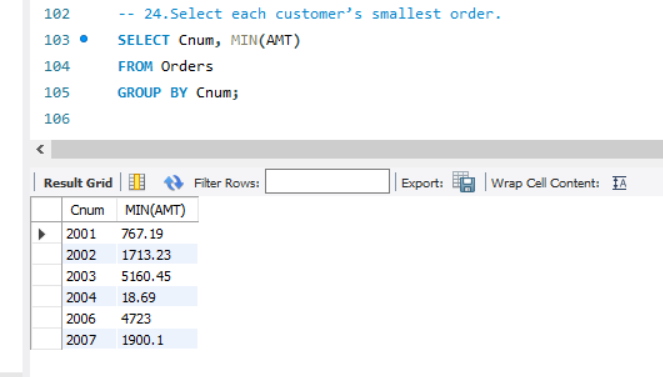 102 -- 24.Select each customer’s smallest order.
103 SELECT Cnum, MIN(AMT)
104 FROM Orders
105 GROUP BY Cnum;
106
Result Grid Filter Rows: Export: Wrap Cell Content: IA
Cnum MIN(AMT)
2001 767.19
2002 1713.23
2003 5160.45
2004 18.69
2006 4723
2007 1900.1